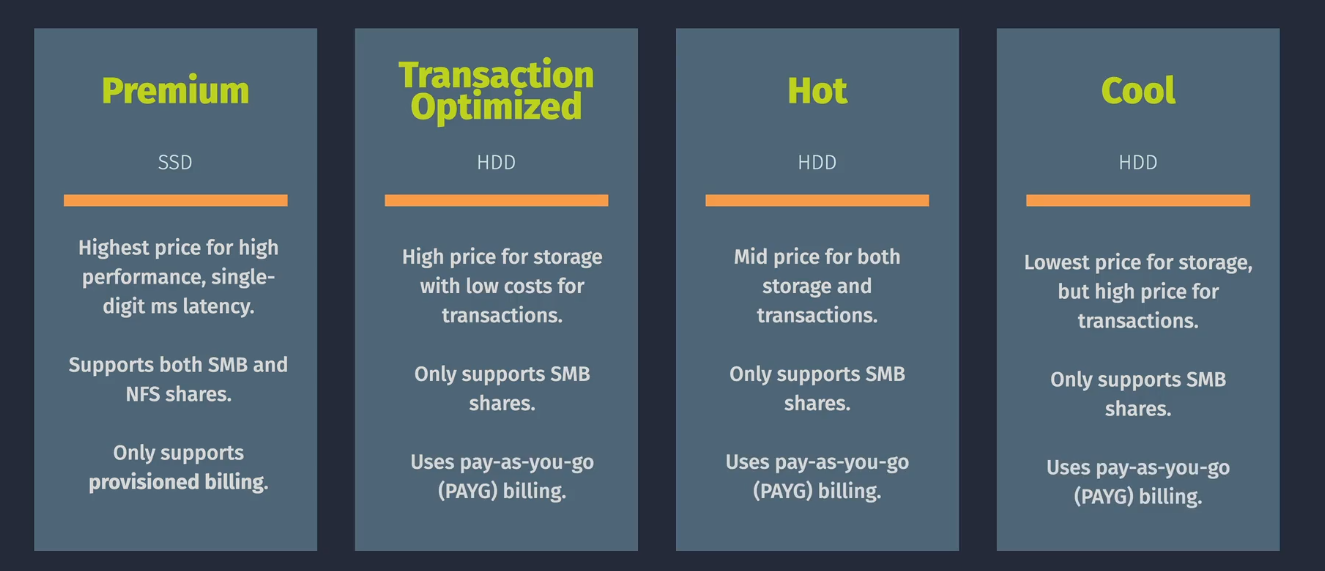 Premium
SSD
Highest price for high
performance, single-
digit ms latency.
Supports both SMB and
NFS shares.
Only supports
provisioned billing.
Transaction
Optimized
HDD
High price for storage
with low costs for
transactions.
Only supports SMB
shares.
Uses pay-as-you-go
(PAYG) billing.
Hot
HDD
Mid price for both
storage and
transactions.
Only supports SMB
shares.
Uses pay-as-you-go
(PAYG) billing.
Cool
HDD
Lowest price for storage,
but high price for
transactions.
Only supports SMB
shares.
Uses pay-as-you-go
(PAYG) billing.